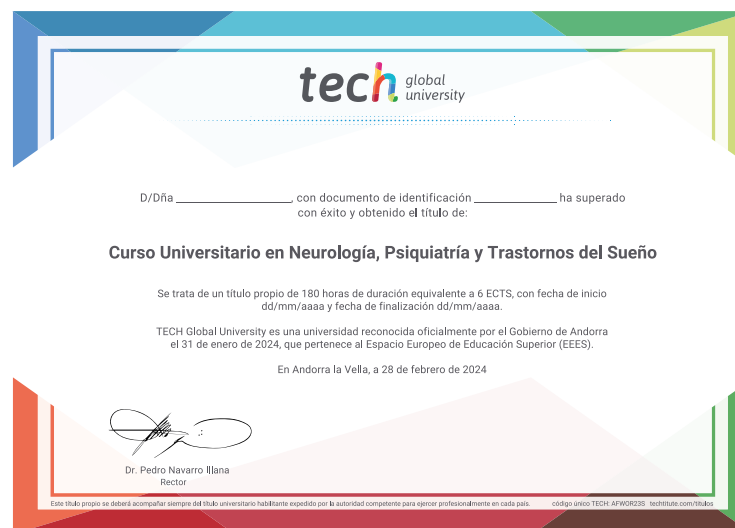 tech global university
D/Dña ____________________, con documento de identificación ______________ ha superado
con éxito y obtenido el título de:
Curso Universitario en Neurología, Psiquiatría y Trastornos del Sueño
Se trata de un título propio de 180 horas de duración equivalente a 6 ECTS, con fecha de inicio
dd/mm/aaaa y fecha de finalización dd/mm/aaaa.
TECH Global University es una universidad reconocida oficialmente por el Gobierno de Andorra
el 31 de enero de 2024, que pertenece al Espacio Europeo de Educación Superior (EEES).
En Andorra la Vella, a 28 de febrero de 2024
Dr. Pedro Navarro Illana
Rector
Este título propio se deberá acompañar siempre del título universitario habilitante expedido por la autoridad competente para ejercer profesionalmente en cada país. código único TECH: AFWOR23S techtitute.com/titulos